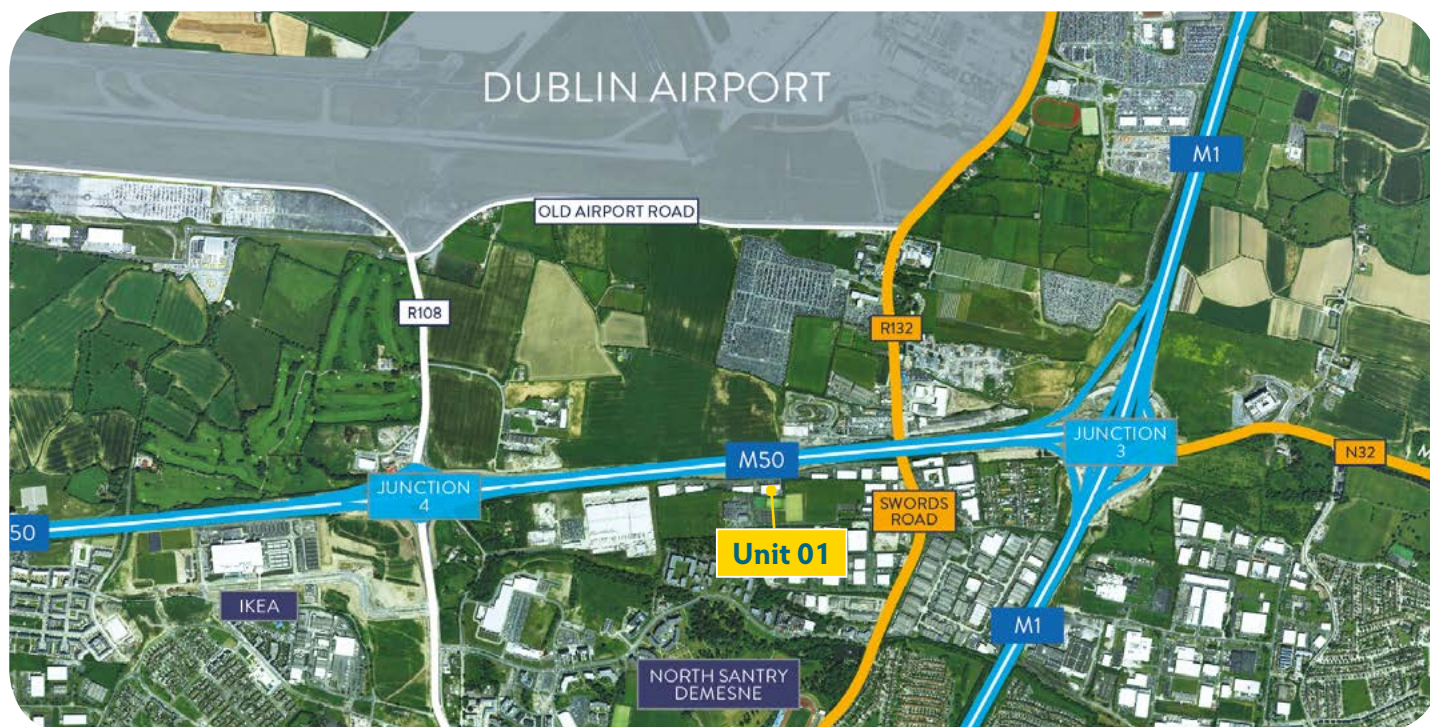 DUBLIN AIRPORT
M1
OLD AIRPORT ROAD
R108
R132
JUNCTION
3
M50
N32
M
JUNCTION
4
SWORDS
ROAD
50
Unit 01
IKEA
M1
NORTH SANTRY
DEMESNE